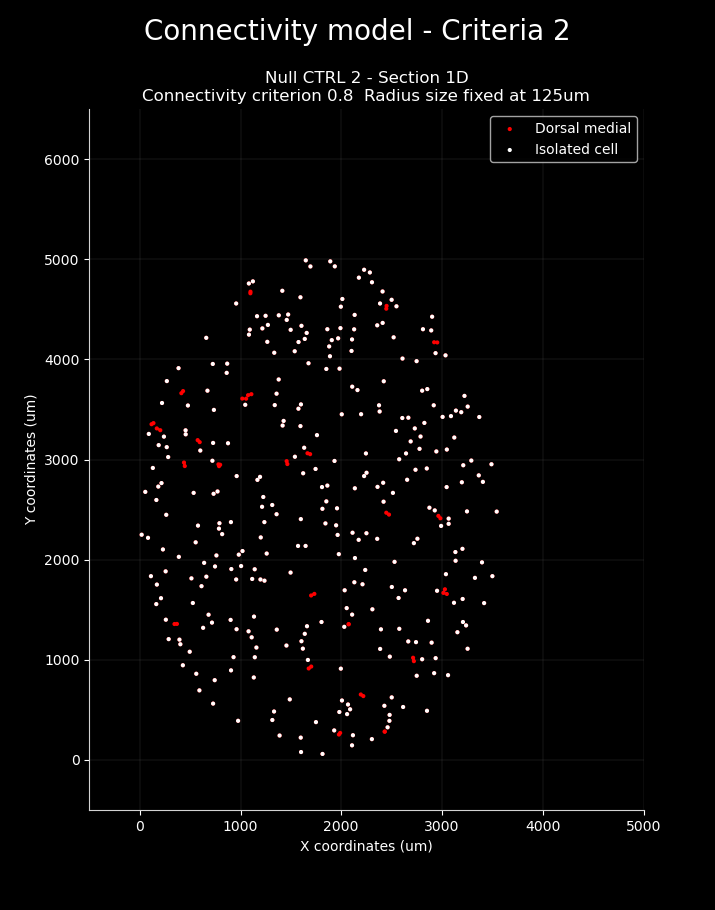 Connectivity model - Criteria 2
Null CTRL 2 - Section 1D
Connectivity criterion 0.8  Radius size fixed at 125um
Dorsal medial
Isolated cell
6000
5000
4000
3000
2000
1000
0
Y coordinates (um)
0 1000 2000 3000 4000 5000
X coordinates (um)